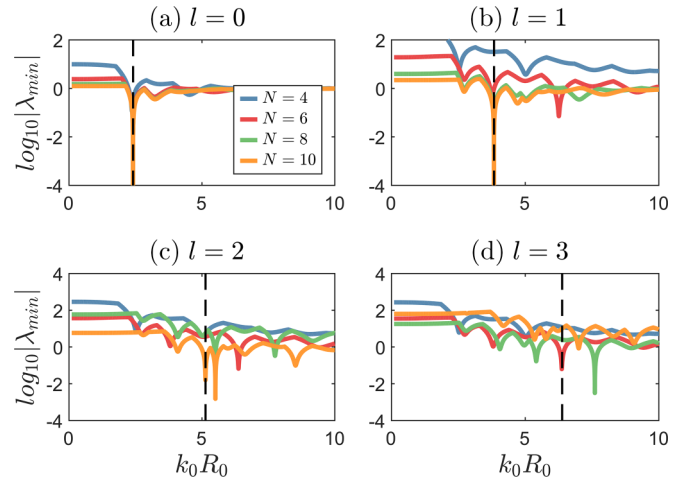 (a) l = 0
(b) l = 1
log₁₀|λₘᵢₙ|
2
0
-2
-4
0
5
10
N = 4
N = 6
N = 8
N = 10
2
0
-2
-4
0
5
10
(c) l = 2
(d) l = 3
log₁₀|λₘᵢₙ|
4
2
0
-2
-4
0
5
10
4
2
0
-2
-4
0
5
10
k₀R₀
k₀R₀